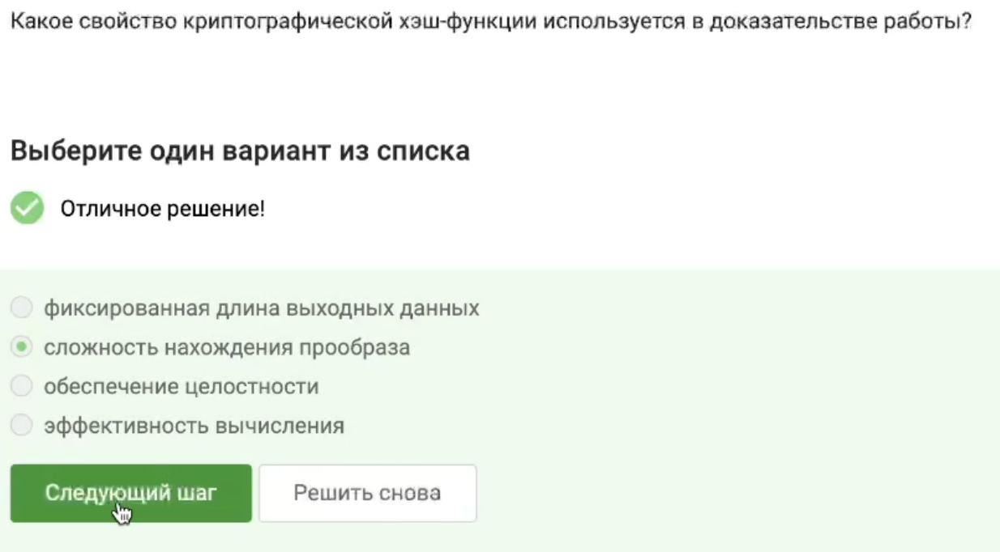 Какое свойство криптографической хэш-функции используется в доказательстве работы?
Выберите один вариант из списка
Отличное решение!
фиксированная длина выходных данных
сложность нахождения прообраза
обеспечение целостности
эффективность вычисления
Следующий шаг
Решить снова